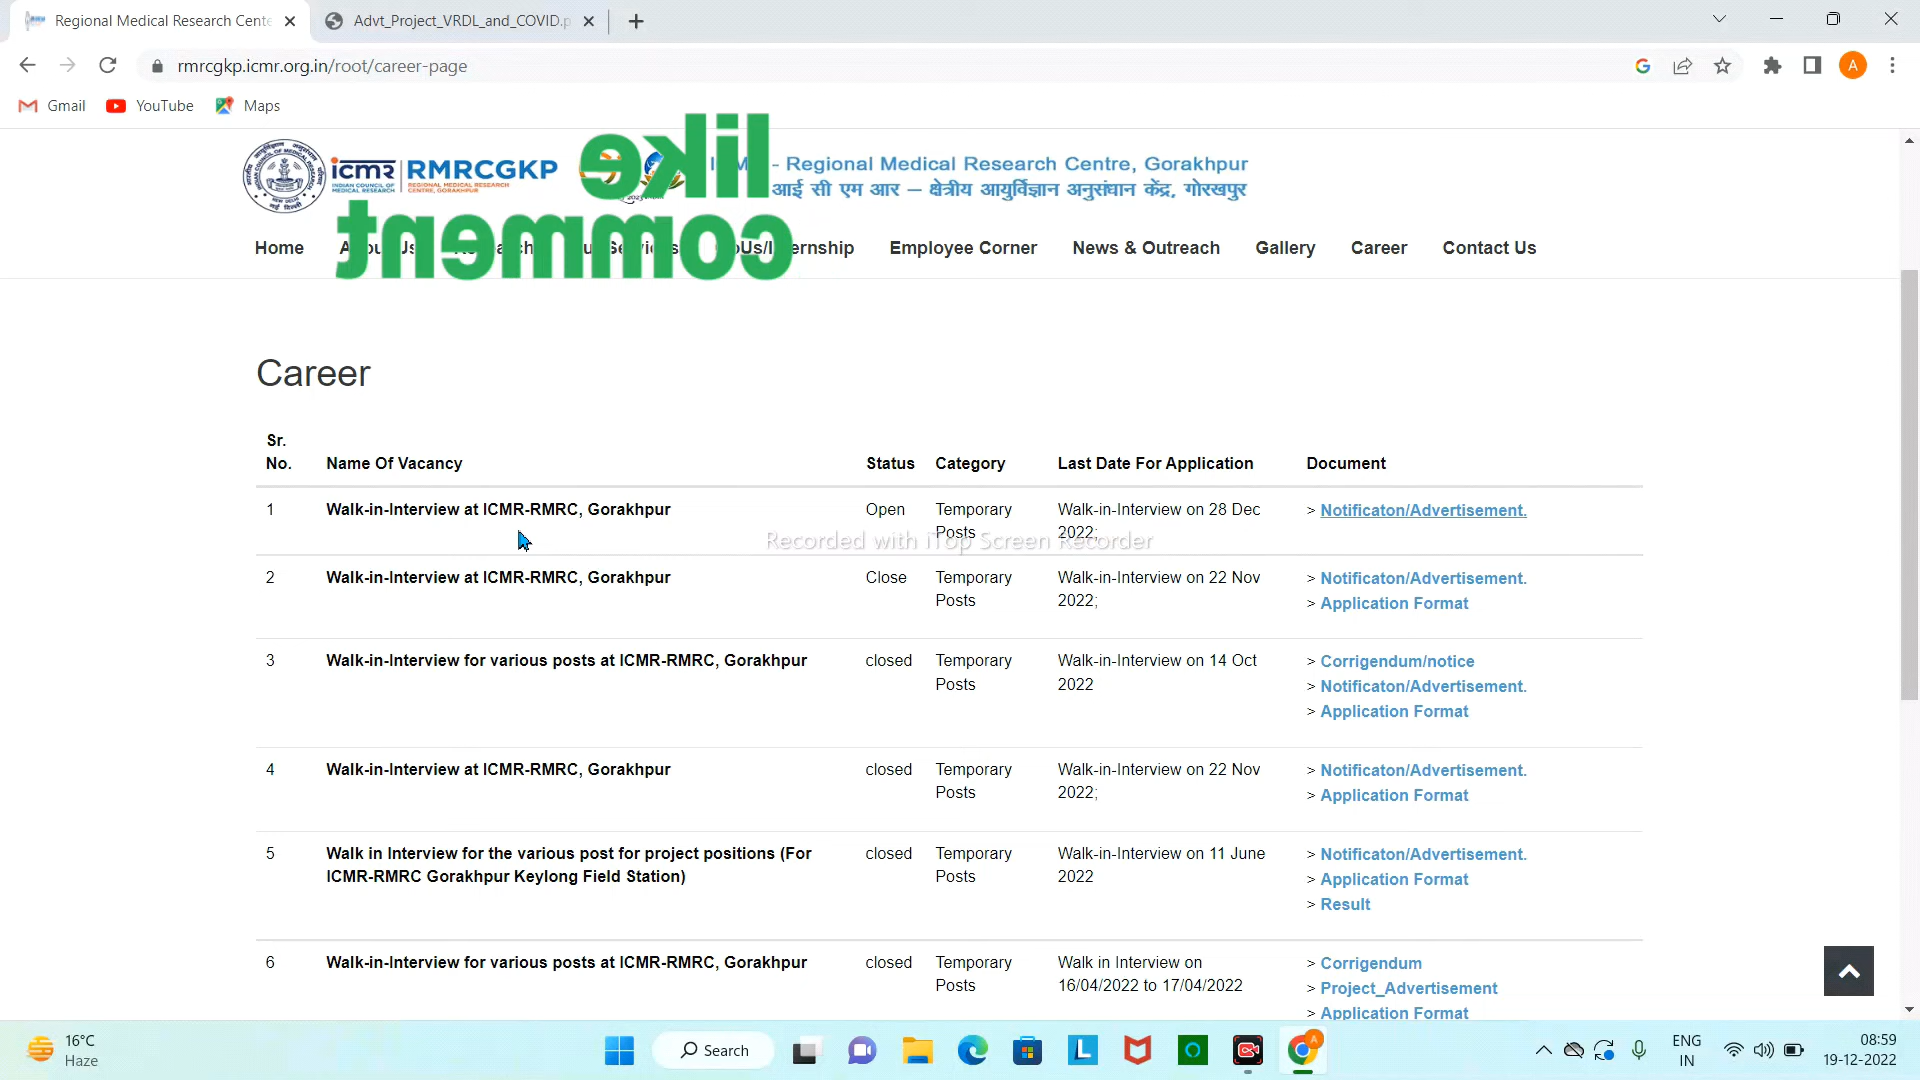 Regional Medical Research Cente
Advt_Project_VRDL_and_COVID.p
rmrcgkp.icmr.org.in/root/career-page
A
Gmail
YouTube
Maps
like
comment
icmr
INDIAN COUNCIL OF
MEDICAL RESEARCH
RMRCGKP
REGIONAL MEDICAL RESEARCH
CENTRE, GORAKHPUR
- Regional Medical Research Centre, Gorakhpur
आई सी एम आर – क्षेत्रीय आयुर्विज्ञान अनुसंधान केंद्र, गोरखपुर
Home
Employee Corner
News & Outreach
Gallery
Career
Contact Us
Career
Sr.
No.
Name Of Vacancy
Status
Category
Last Date For Application
Document
1
Walk-in-Interview at ICMR-RMRC, Gorakhpur
Open
Temporary
Posts
Walk-in-Interview on 28 Dec
2022;
> Notificaton/Advertisement.
Recorded with iTop Screen Recorder
2
Walk-in-Interview at ICMR-RMRC, Gorakhpur
Close
Temporary
Posts
Walk-in-Interview on 22 Nov
2022;
> Notificaton/Advertisement.
> Application Format
3
Walk-in-Interview for various posts at ICMR-RMRC, Gorakhpur
closed
Temporary
Posts
Walk-in-Interview on 14 Oct
2022
> Corrigendum/notice
> Notificaton/Advertisement.
> Application Format
4
Walk-in-Interview at ICMR-RMRC, Gorakhpur
closed
Temporary
Posts
Walk-in-Interview on 22 Nov
2022;
> Notificaton/Advertisement.
> Application Format
5
Walk in Interview for the various post for project positions (For
ICMR-RMRC Gorakhpur Keylong Field Station)
closed
Temporary
Posts
Walk-in-Interview on 11 June
2022
> Notificaton/Advertisement.
> Application Format
> Result
6
Walk-in-Interview for various posts at ICMR-RMRC, Gorakhpur
closed
Temporary
Posts
Walk in Interview on
16/04/2022 to 17/04/2022
> Corrigendum
> Project_Advertisement
> Application Format
16°C
Haze
Search
ENG
IN
08:59
19-12-2022